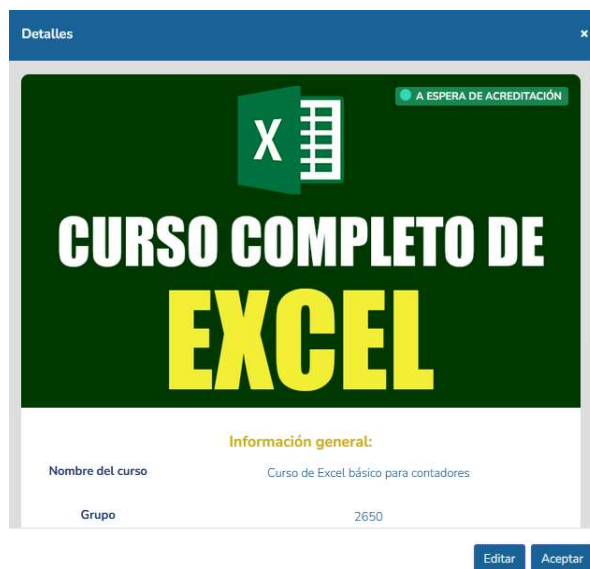 Detalles
×
A ESPERA DE ACREDITACIÓN
X
CURSO COMPLETO DE
EXCEL
Información general:
Nombre del curso
Curso de Excel básico para contadores
Grupo
2650
Editar
Aceptar